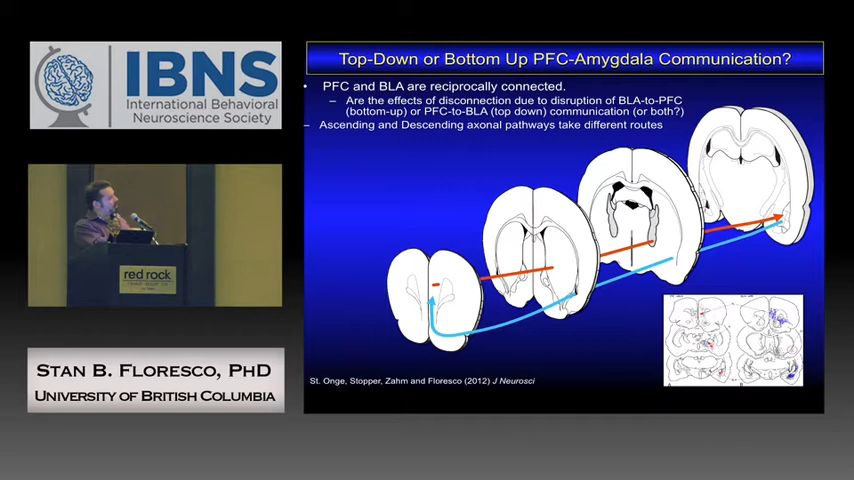 IBNS
International Behavioral
Neuroscience Society
red rock
STAN B. FLORESCO, PHD
UNIVERSITY OF BRITISH COLUMBIA
Top-Down or Bottom Up PFC-Amygdala Communication?
• PFC and BLA are reciprocally connected.
– Are the effects of disconnection due to disruption of BLA-to-PFC
(bottom-up) or PFC-to-BLA (top down) communication (or both?)
– Ascending and Descending axonal pathways take different routes
St. Onge, Stopper, Zahm and Floresco (2012) J Neurosci